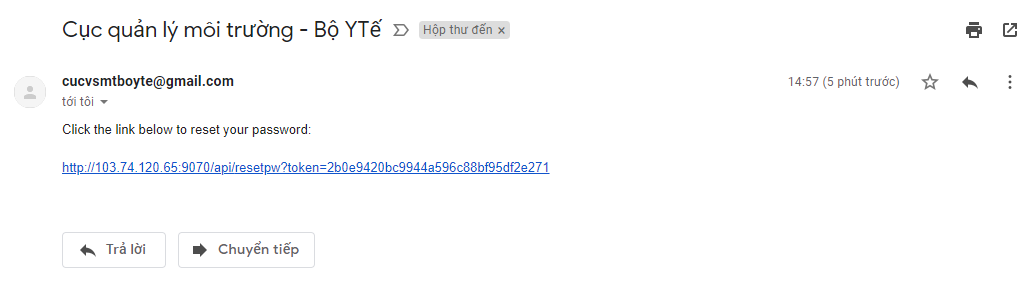 Cục quản lý môi trường - Bộ YTế Hộp thư đến ×
cucvsmtboyte@gmail.com 14:57 (5 phút trước)
tới tôi
Click the link below to reset your password:
http://103.74.120.65:9070/api/resetpw?token=2b0e9420bc9944a596c88bf95df2e271
Trả lời Chuyển tiếp